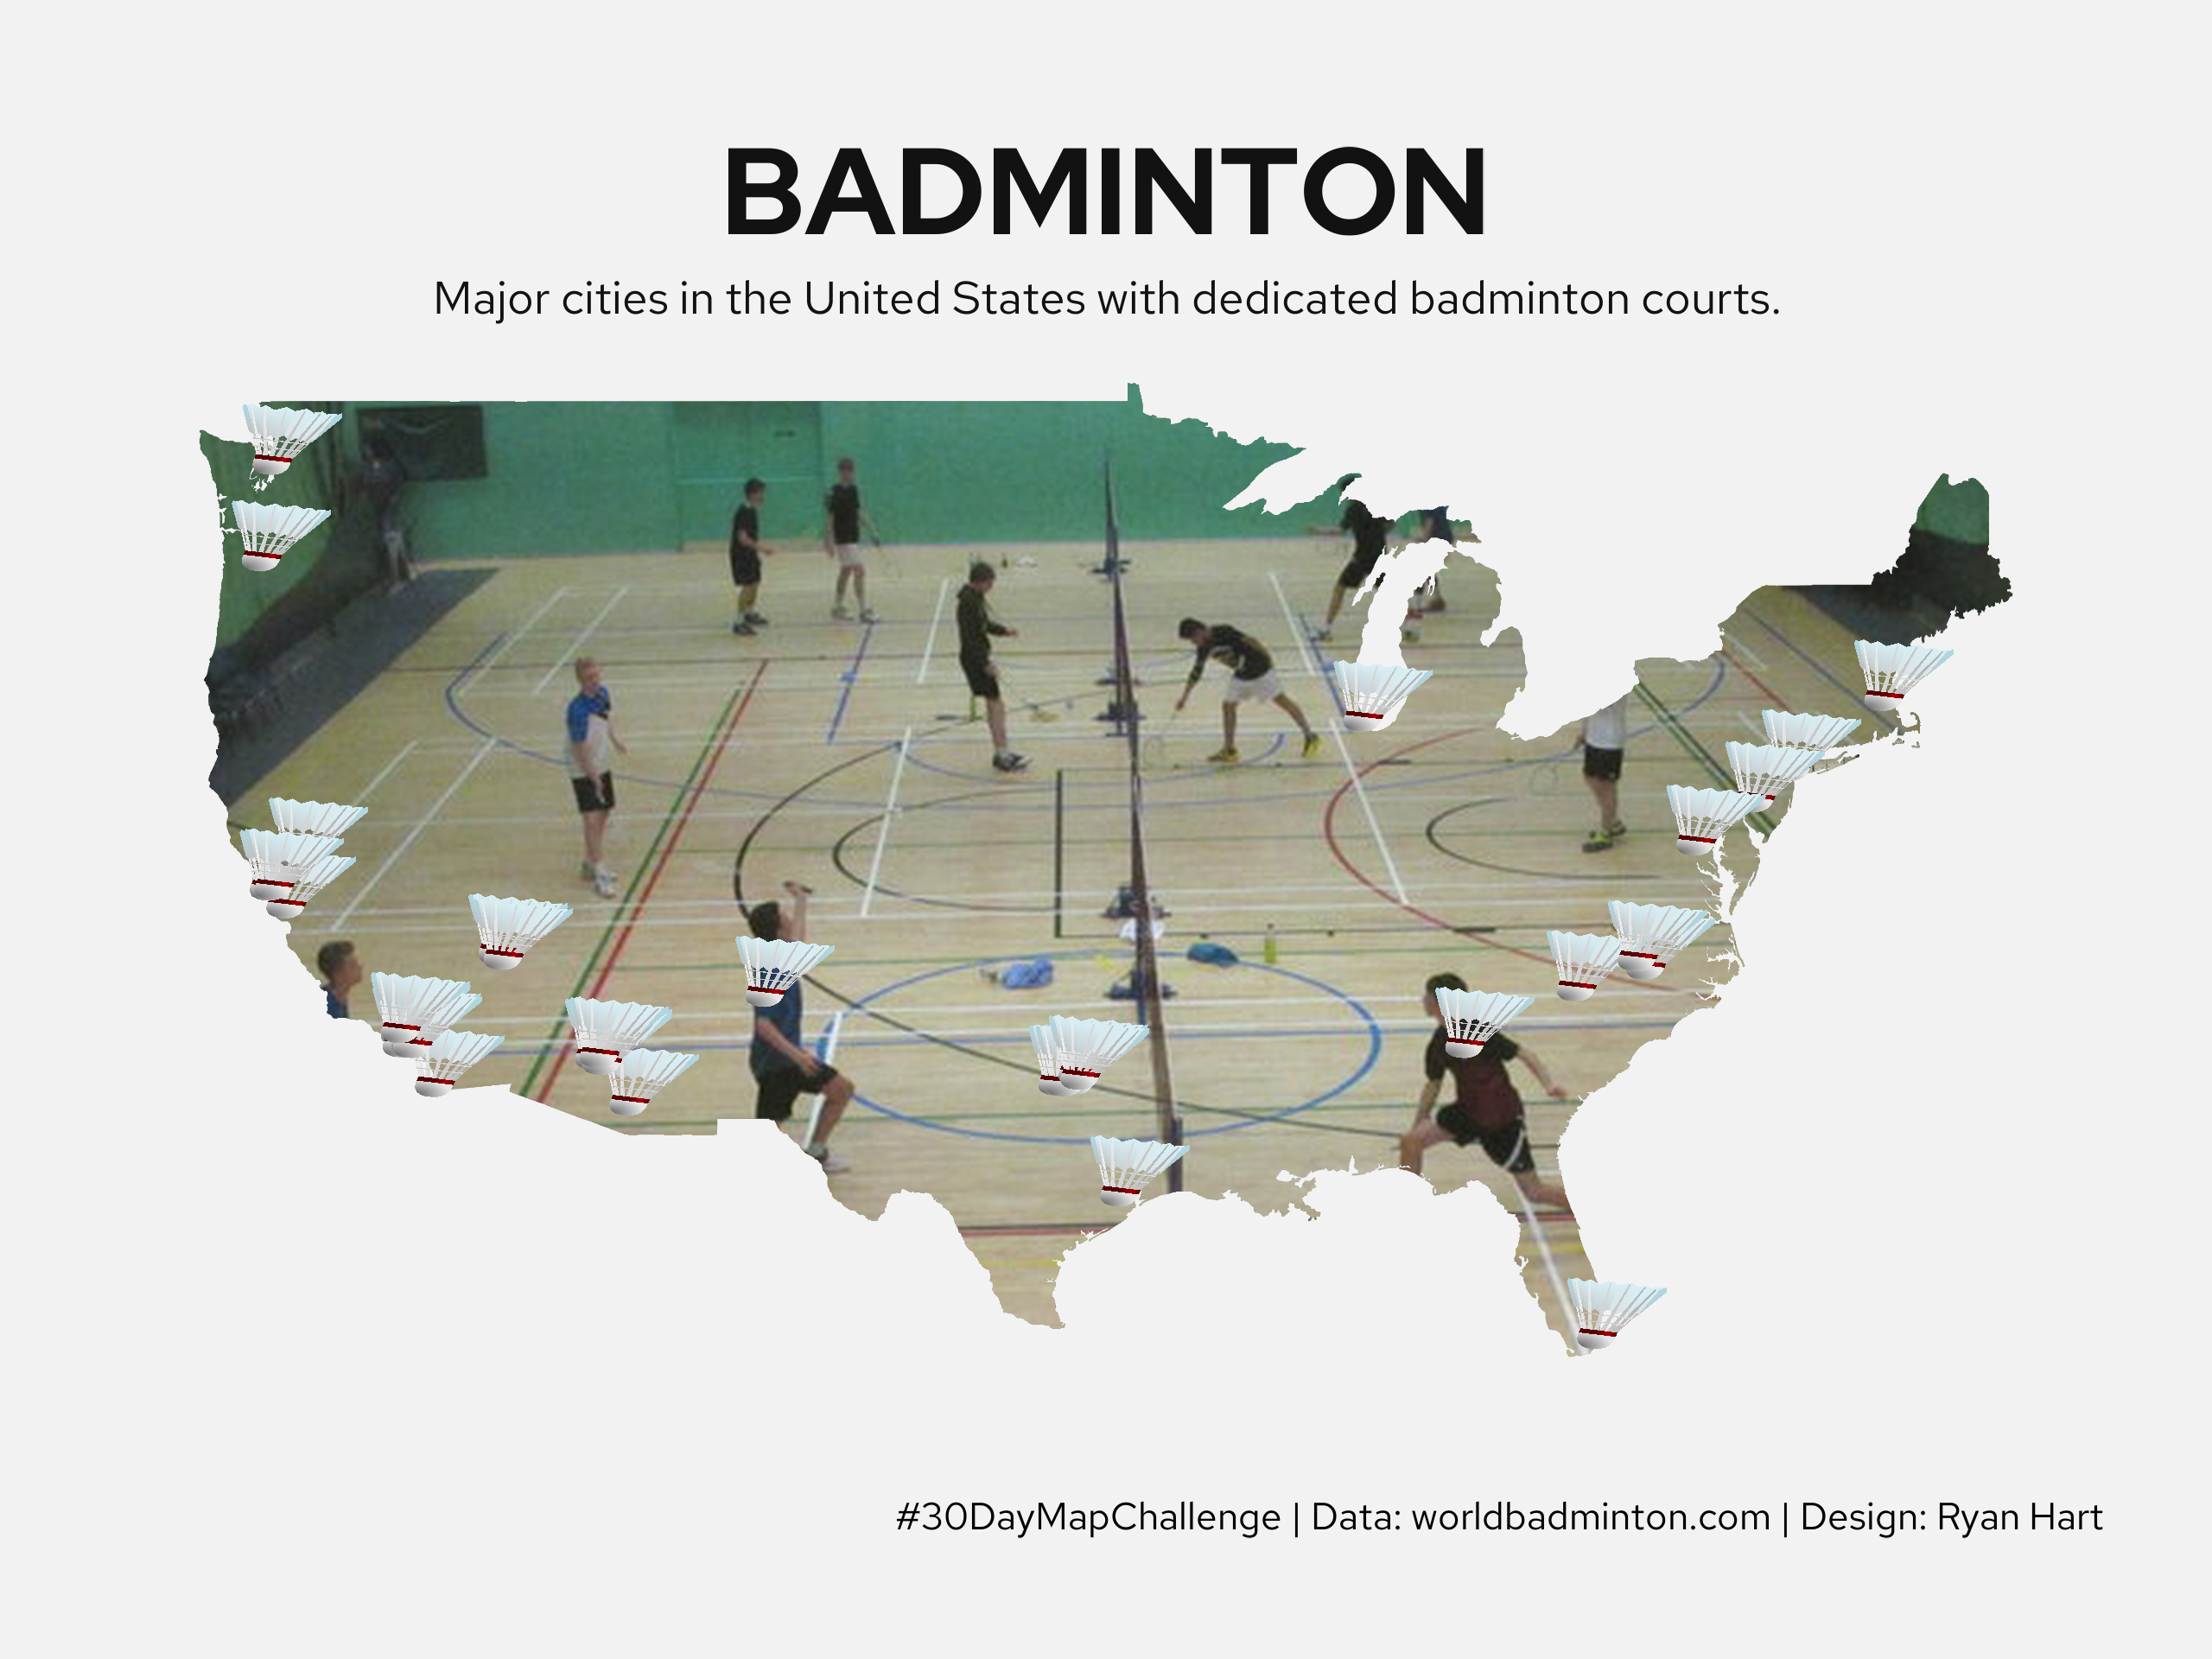 BADMINTON
Major cities in the United States with dedicated badminton courts.
#30DayMapChallenge | Data: worldbadminton.com | Design: Ryan Hart